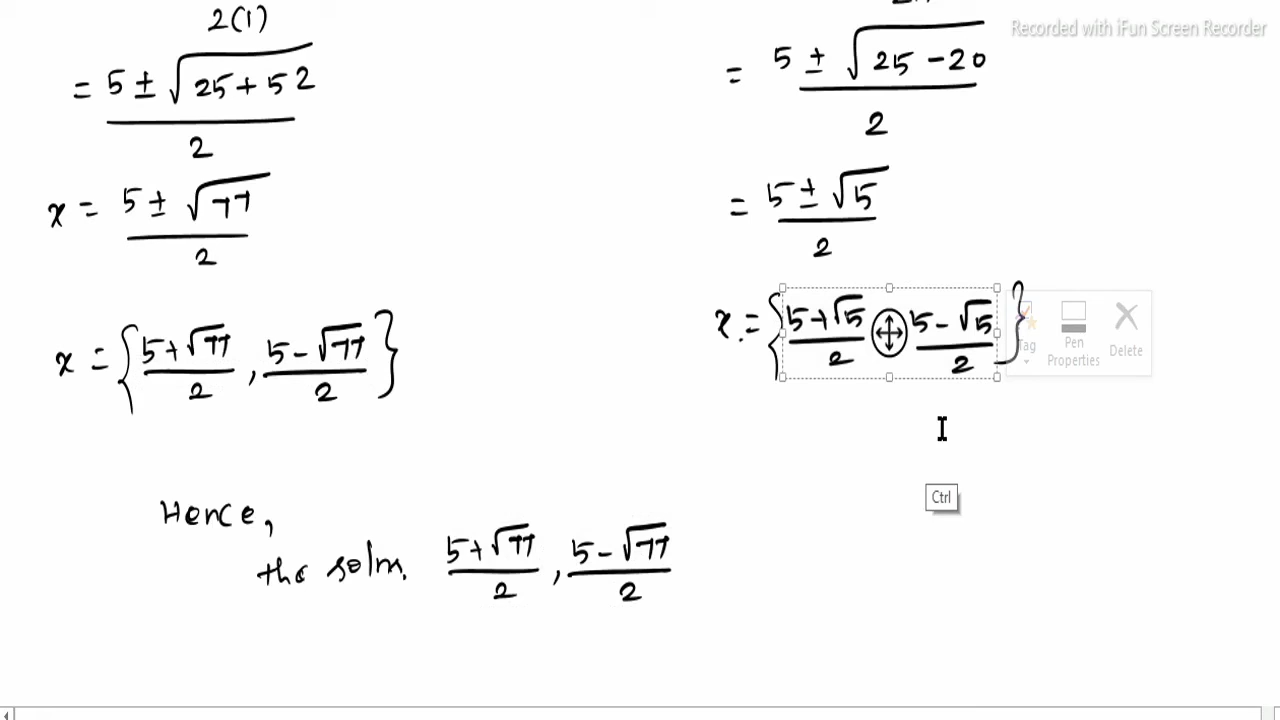 Recorded with iFun Screen Recorder
2(1)
= 5 ± √25 + 52 / 2
x = 5 ± √77 / 2
x = { 5+√77 / 2 , 5-√77 / 2 }
= 5 ± √25 - 20 / 2
= 5 ± √5 / 2
x = { 5+√5 / 2 5-√5 / 2 }
Tag
Pen Properties
Delete
Ctrl
Hence,
the soln. 5+√77 / 2 , 5-√77 / 2